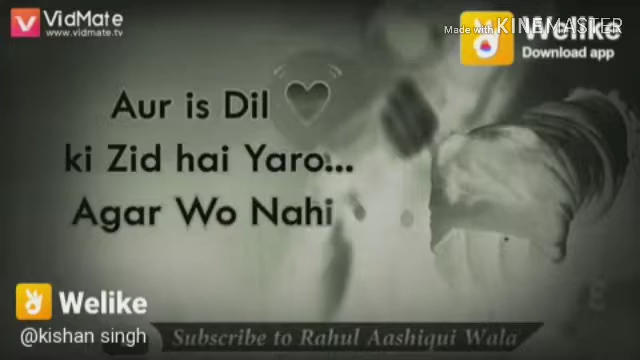 VidMate
www.vidmate.tv
Made with KINEMASTER
Welike
Download app
Aur is Dil
ki Zid hai Yaro...
Agar Wo Nahi
Welike
@kishan singh
Subscribe to Rahul Aashiqui Wala